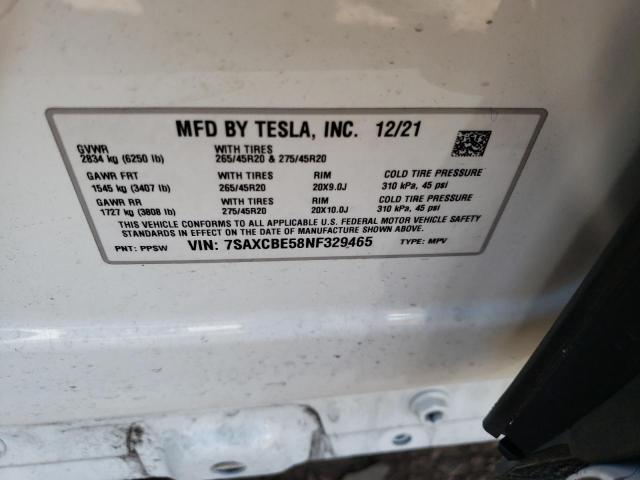 MFD BY TESLA, INC. 12/21
GVWR WITH TIRES
2834 kg (6250 lb) 265/45R20 & 275/45R20
GAWR FRT WITH TIRES RIM COLD TIRE PRESSURE
1545 kg (3407 lb) 265/45R20 20X9.0J 310 kPa, 45 psi
GAWR RR WITH TIRES RIM COLD TIRE PRESSURE
1727 kg (3808 lb) 275/45R20 20X10.0J 310 kPa, 45 psi
THIS VEHICLE CONFORMS TO ALL APPLICABLE U.S. FEDERAL MOTOR VEHICLE SAFETY
STANDARDS IN EFFECT ON THE DATE OF MANUFACTURE SHOWN ABOVE.
PNT: PPSW VIN: 7SAXCBE58NF329465 TYPE: MPV